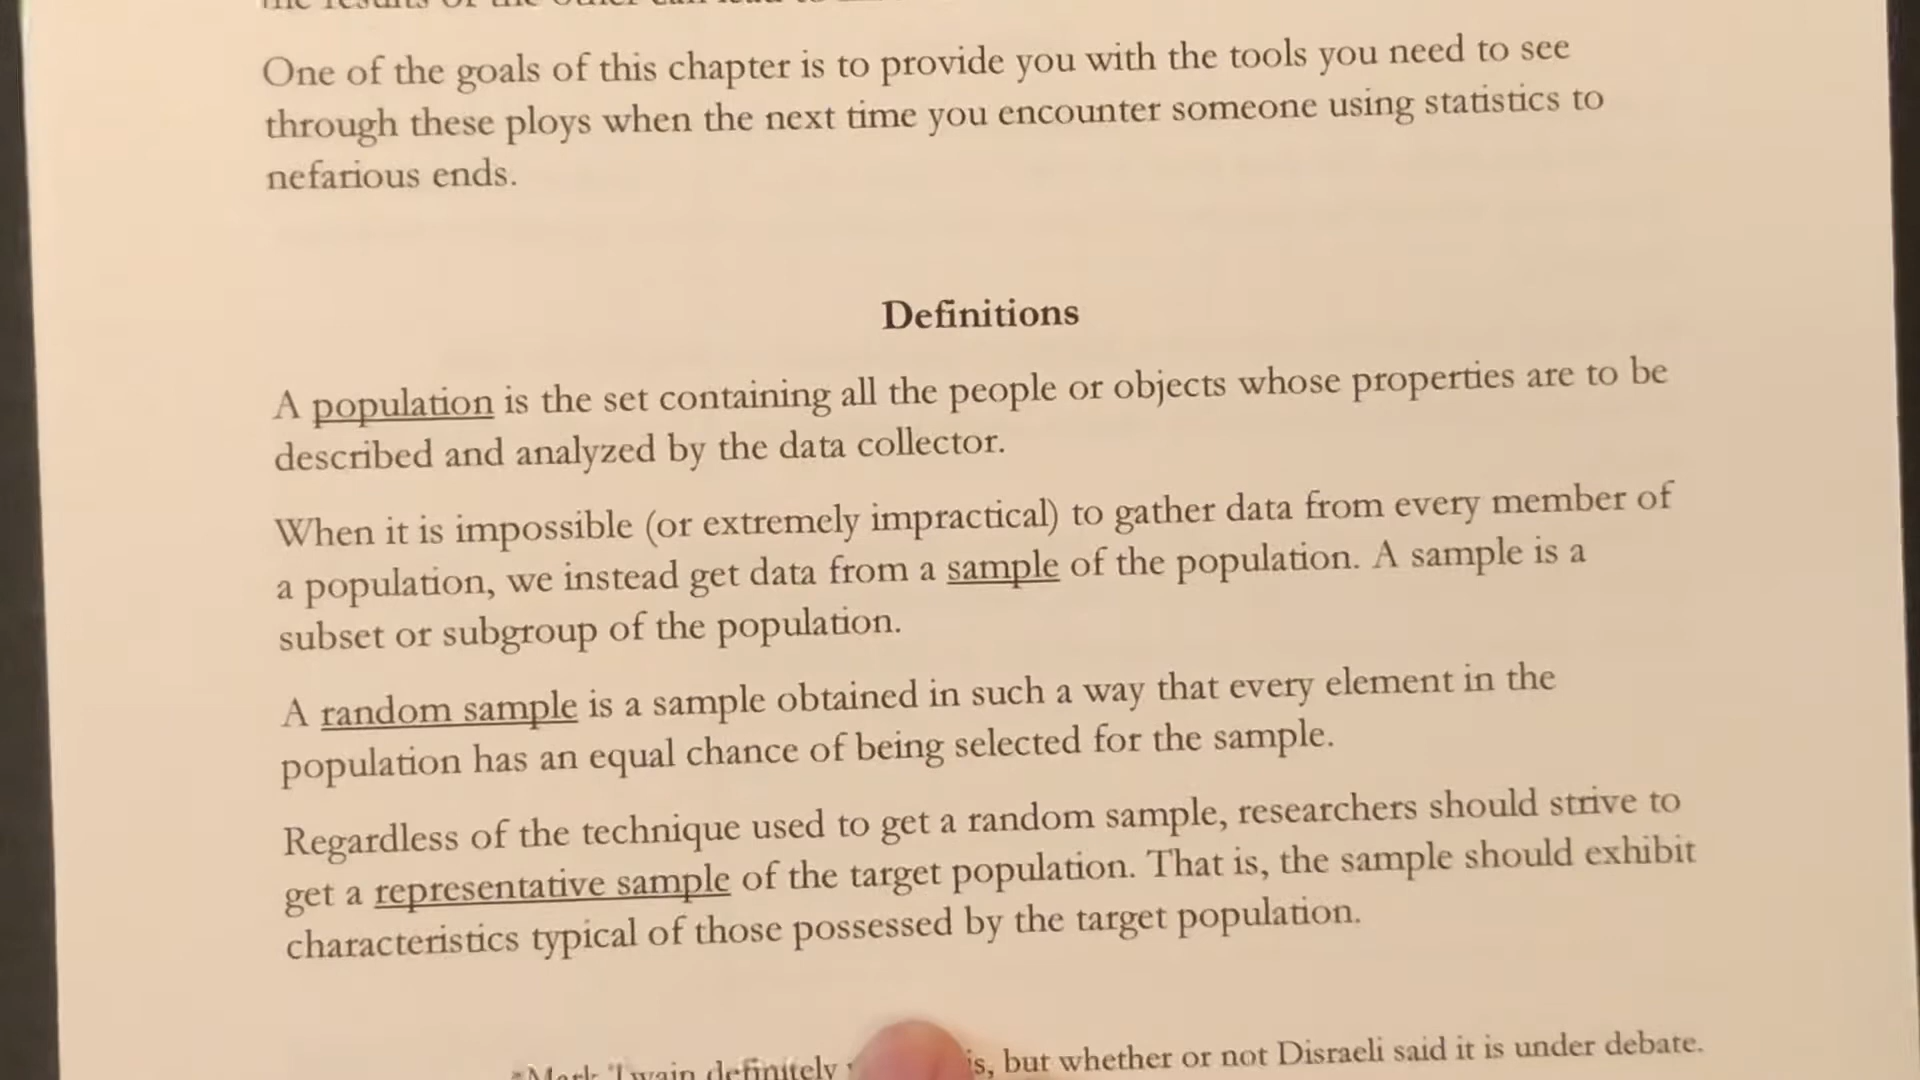 the results of the other can lead to
One of the goals of this chapter is to provide you with the tools you need to see
through these ploys when the next time you encounter someone using statistics to
nefarious ends.
Definitions
A population is the set containing all the people or objects whose properties are to be
described and analyzed by the data collector.
When it is impossible (or extremely impractical) to gather data from every member of
a population, we instead get data from a sample of the population. A sample is a
subset or subgroup of the population.
A random sample is a sample obtained in such a way that every element in the
population has an equal chance of being selected for the sample.
Regardless of the technique used to get a random sample, researchers should strive to
get a representative sample of the target population. That is, the sample should exhibit
characteristics typical of those possessed by the target population.
*Mark Twain definitely is, but whether or not Disraeli said it is under debate.